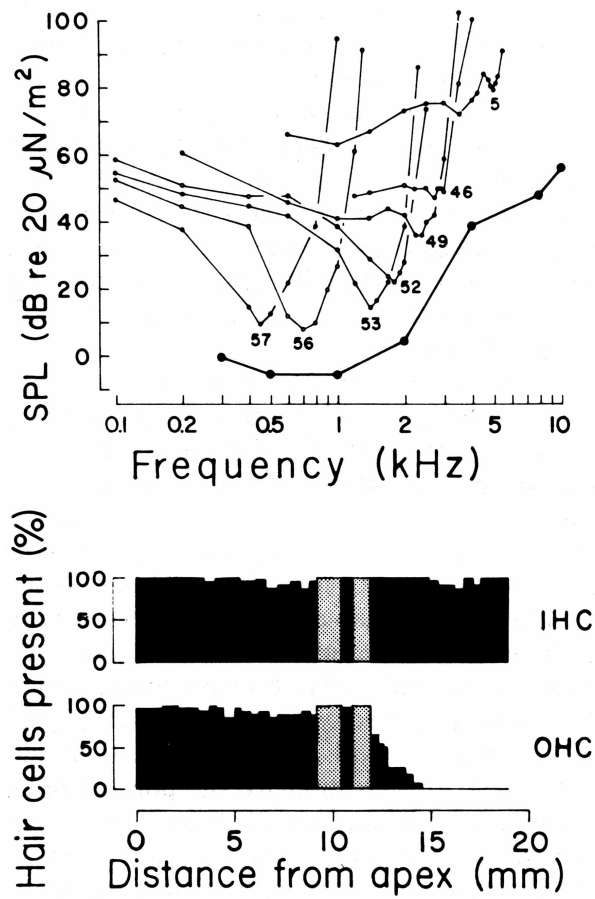 SPL (dB re 20 µN/m²)
100
80
60
40
20
0
5
46
49
52
53
56
57
0.1 0.2 0.5 1 2 5 10
Frequency (kHz)
Hair cells present (%)
100
50
0
IHC
100
50
0
OHC
0 5 10 15 20
Distance from apex (mm)